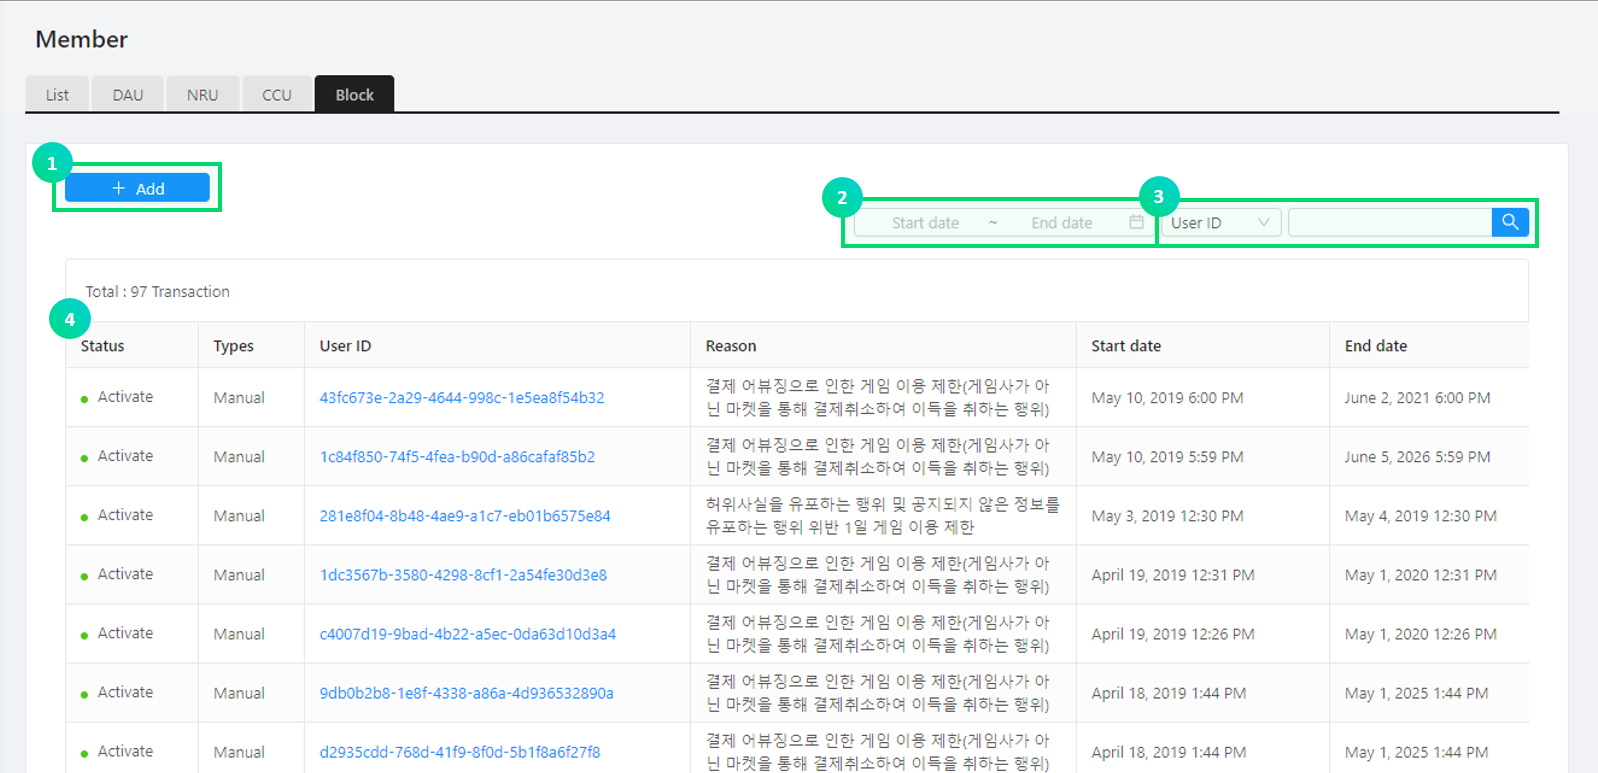 Member
List DAU NRU CCU Block
1
+ Add
2 3
Start date ~ End date User ID
Total : 97 Transaction
4
Status Types User ID Reason Start date End date
Activate Manual 43fc673e-2a29-4644-998c-1e5ea8f54b32 결제 어뷰징으로 인한 게임 이용 제한(게임사가 아 May 10, 2019 6:00 PM June 2, 2021 6:00 PM
닌 마켓을 통해 결제취소하여 이득을 취하는 행위)
Activate Manual 1c84f850-74f5-4fea-b90d-a86cafaf85b2 결제 어뷰징으로 인한 게임 이용 제한(게임사가 아 May 10, 2019 5:59 PM June 5, 2026 5:59 PM
닌 마켓을 통해 결제취소하여 이득을 취하는 행위)
Activate Manual 281e8f04-8b48-4ae9-a1c7-eb01b6575e84 허위사실을 유포하는 행위 및 공지되지 않은 정보를 May 3, 2019 12:30 PM May 4, 2019 12:30 PM
유포하는 행위 위반 1일 게임 이용 제한
Activate Manual 1dc3567b-3580-4298-8cf1-2a54fe30d3e8 결제 어뷰징으로 인한 게임 이용 제한(게임사가 아 April 19, 2019 12:31 PM May 1, 2020 12:31 PM
닌 마켓을 통해 결제취소하여 이득을 취하는 행위)
Activate Manual c4007d19-9bad-4b22-a5ec-0da63d10d3a4 결제 어뷰징으로 인한 게임 이용 제한(게임사가 아 April 19, 2019 12:26 PM May 1, 2020 12:26 PM
닌 마켓을 통해 결제취소하여 이득을 취하는 행위)
Activate Manual 9db0b2b8-1e8f-4338-a86a-4d936532890a 결제 어뷰징으로 인한 게임 이용 제한(게임사가 아 April 18, 2019 1:44 PM May 1, 2025 1:44 PM
닌 마켓을 통해 결제취소하여 이득을 취하는 행위)
Activate Manual d2935cdd-768d-41f9-8f0d-5b1f8a6f27f8 결제 어뷰징으로 인한 게임 이용 제한(게임사가 아 April 18, 2019 1:44 PM May 1, 2025 1:44 PM
닌 마켓을 통해 결제취소하여 이득을 취하는 행위)